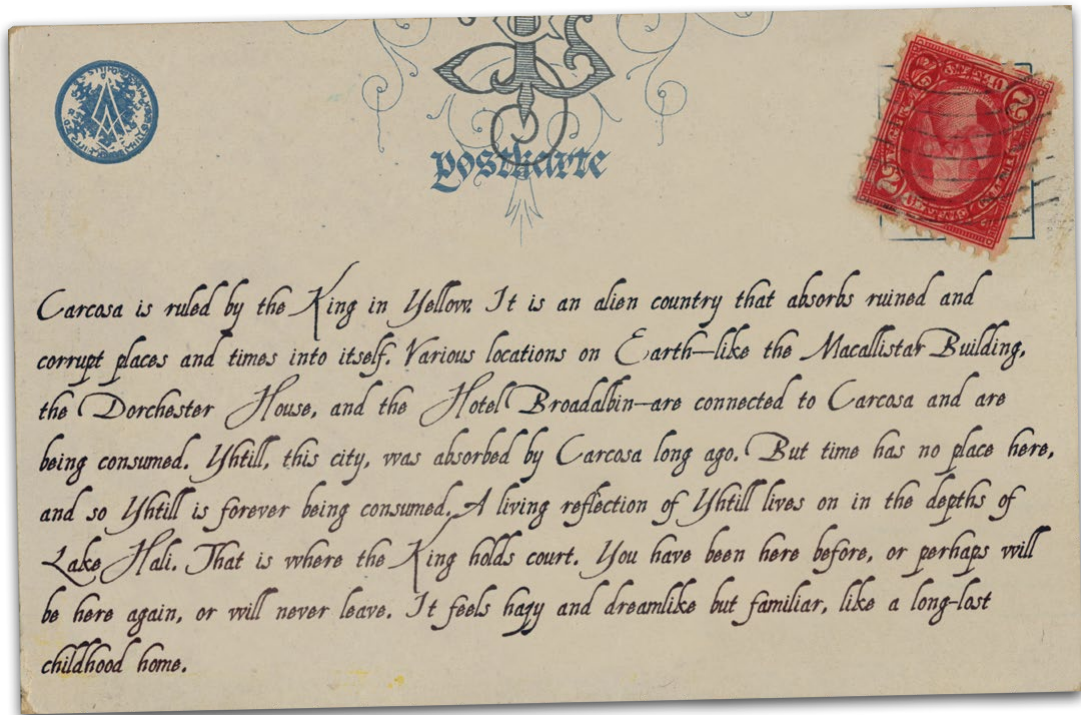 postkarte
Carcosa is ruled by the King in Yellow. It is an alien country that absorbs ruined and
corrupt places and times into itself. Various locations on Earth—like the Macallistar Building,
the Dorchester House, and the Hotel Broadalbin—are connected to Carcosa and are
being consumed. Yhtill, this city, was absorbed by Carcosa long ago. But time has no place here,
and so Yhtill is forever being consumed. A living reflection of Yhtill lives on in the depths of
Lake Hali. That is where the King holds court. You have been here before, or perhaps will
be here again, or will never leave. It feels hazy and dreamlike but familiar, like a long-lost
childhood home.